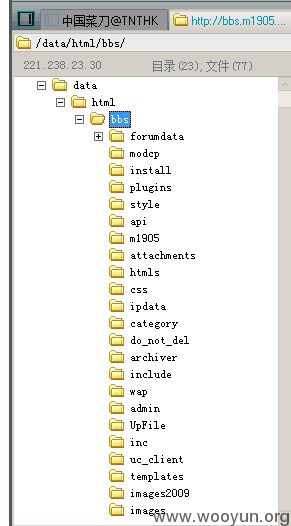 中国菜刀@TNTHK
http://bbs.m1905....
/data/html/bbs/
221.238.23.30
目录(23),文件(77)
data
html
bbs
forumdata
modcp
install
plugins
style
api
m1905
attachments
htmls
css
ipdata
category
do_not_del
archiver
include
wap
admin
UpFile
inc
uc_client
templates
images2009
images
www.wooyun.org